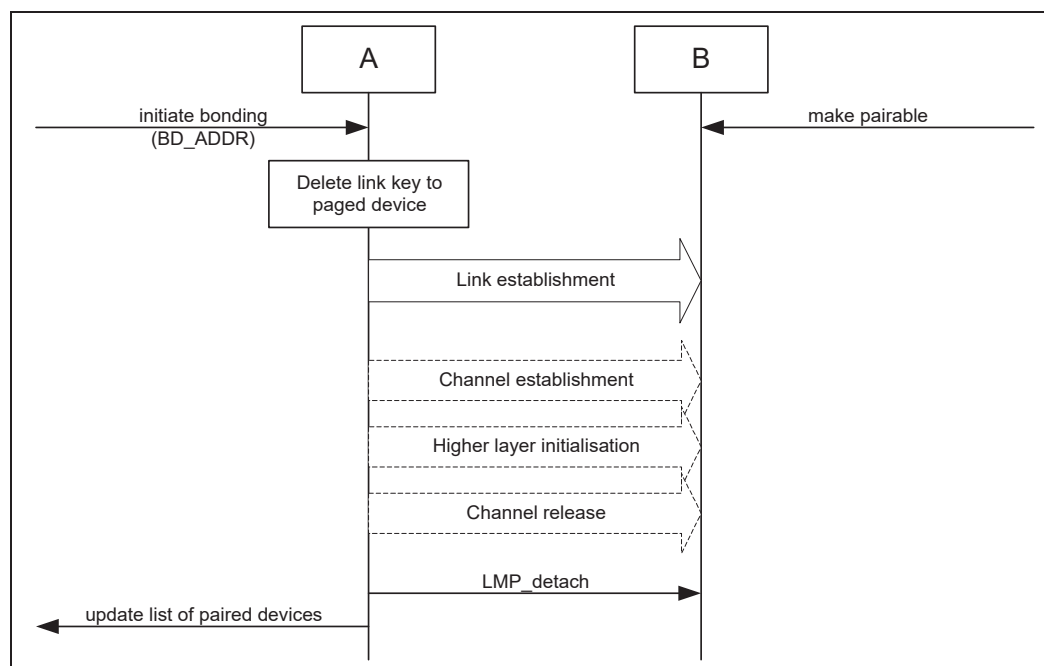 A
B
initiate bonding
(BD_ADDR)
make pairable
Delete link key to
paged device
Link establishment
Channel establishment
Higher layer initialisation
Channel release
LMP_detach
update list of paired devices